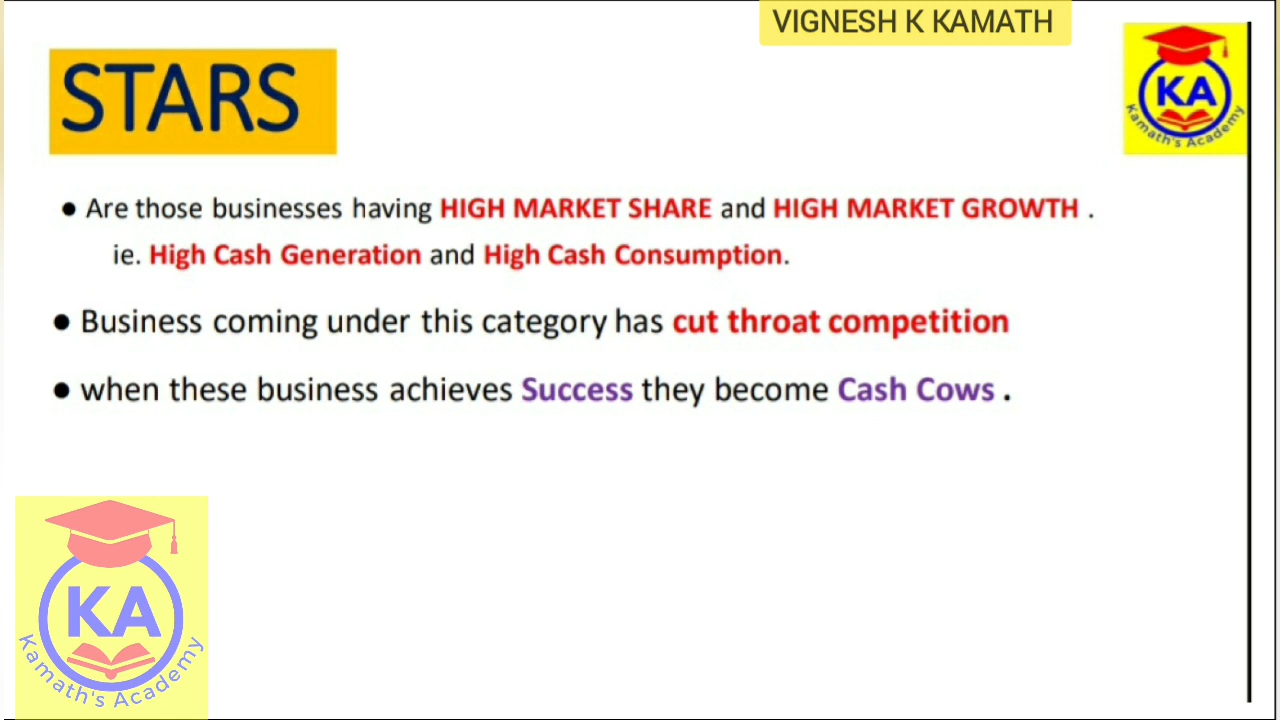 VIGNESH K KAMATH
STARS
KA
Kamath's Academy
● Are those businesses having HIGH MARKET SHARE and HIGH MARKET GROWTH .
ie. High Cash Generation and High Cash Consumption.
● Business coming under this category has cut throat competition
● when these business achieves Success they become Cash Cows .
KA
Kamath's Academy